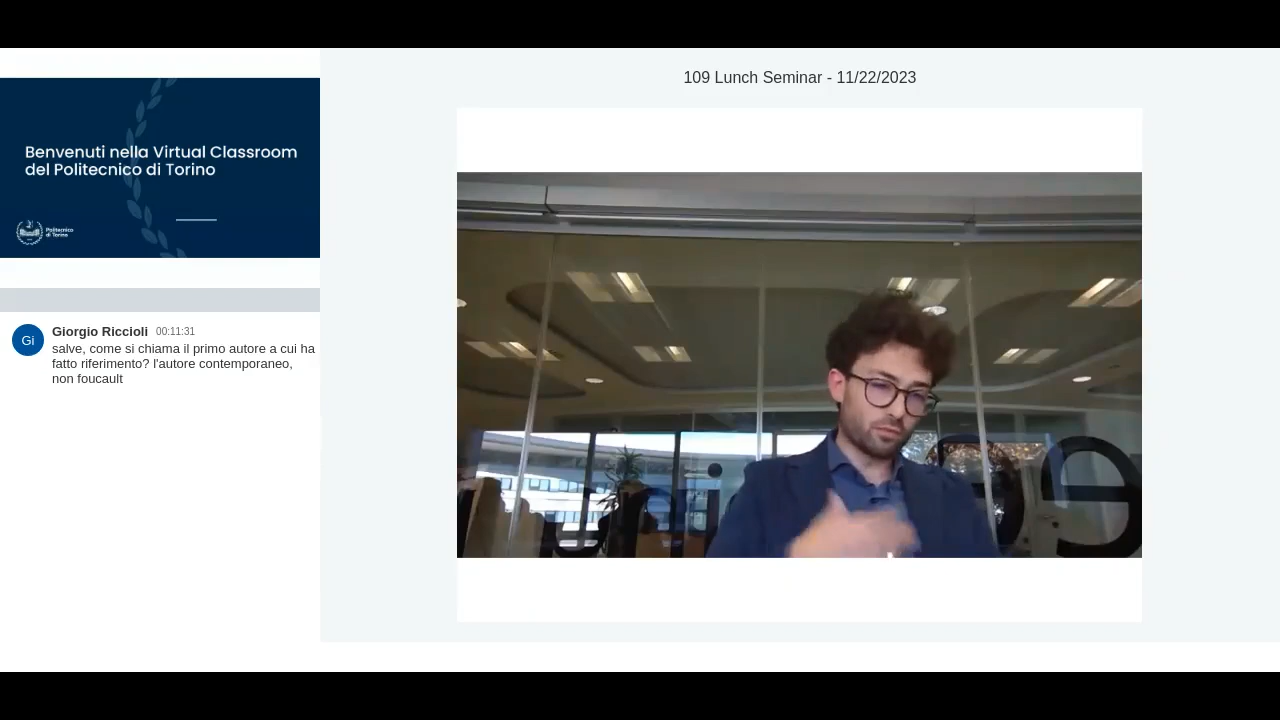 109 Lunch Seminar - 11/22/2023
Benvenuti nella Virtual Classroom
del Politecnico di Torino
Politecnico
di Torino
Gi
Giorgio Riccioli 00:11:31
salve, come si chiama il primo autore a cui ha
fatto riferimento? l'autore contemporaneo,
non foucault